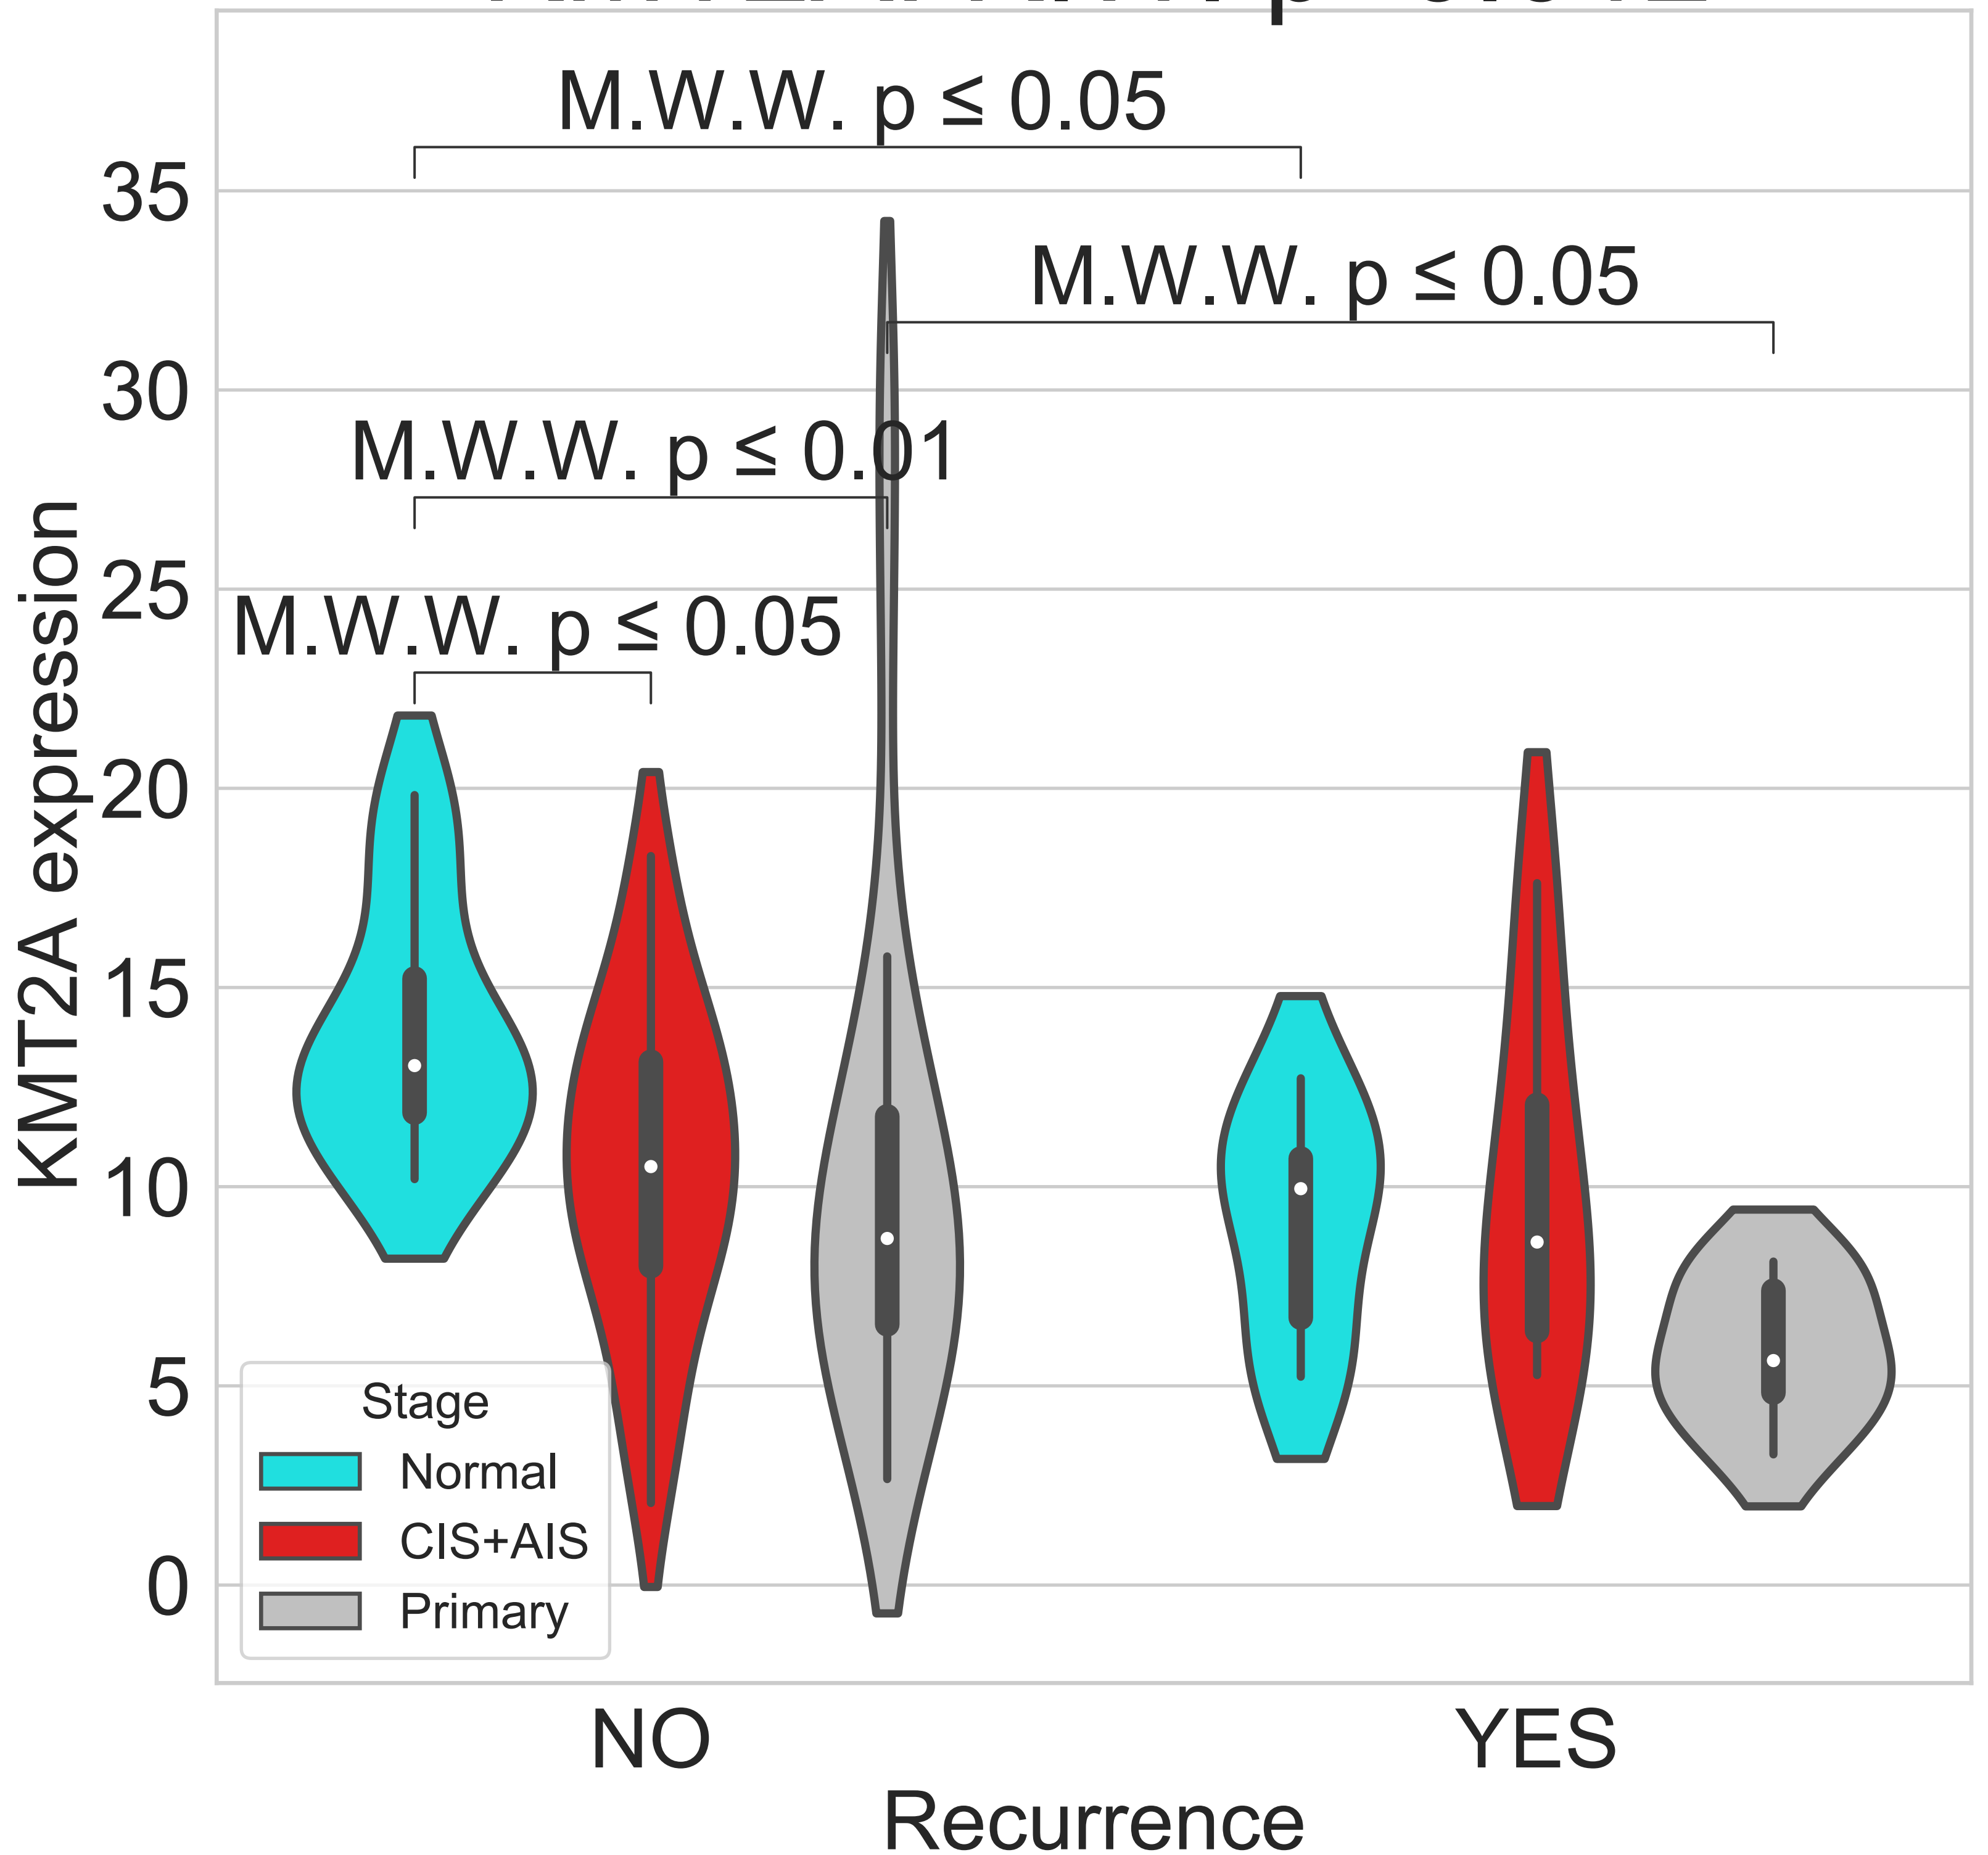 M.W.W. p ≤ 0.05
35
M.W.W. p ≤ 0.05
30
M.W.W. p ≤ 0.01
25
M.W.W. p ≤ 0.05
20
15
10
5
0
KMT2A expression
Stage
Normal
CIS+AIS
Primary
NO
YES
Recurrence